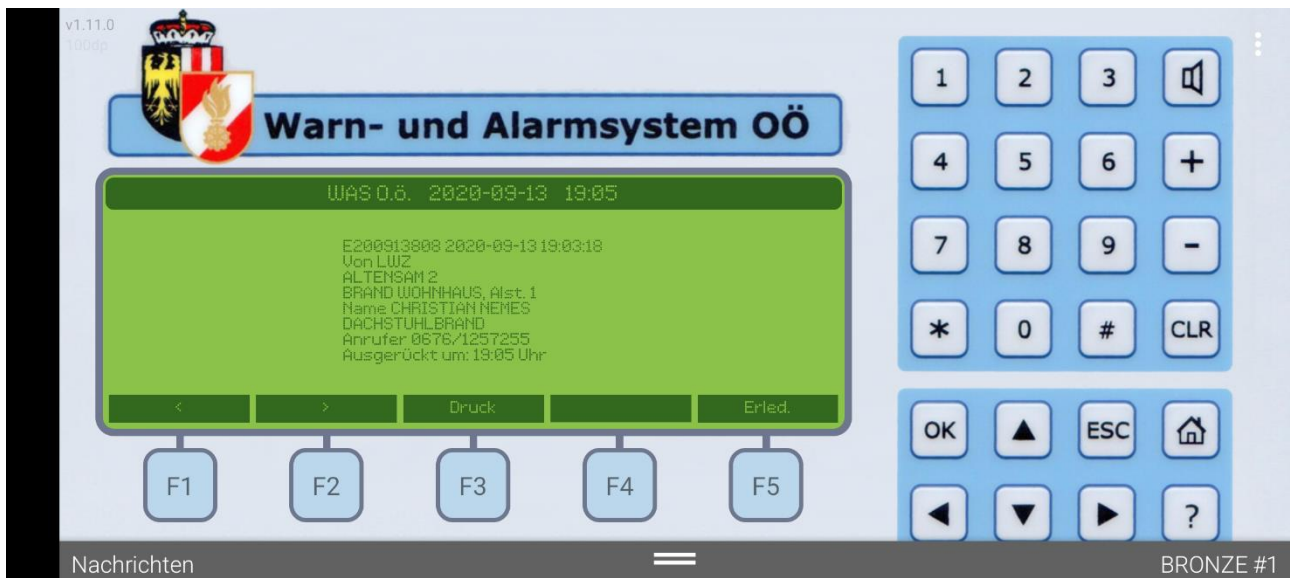 v1.11.0
100dp
Warn- und Alarmsystem OÖ
WAS O.ö. 2020-09-13 19:05
E200913808 2020-09-13 19:03:18
Von LWZ
ALTENSAM 2
BRAND WOHNHAUS, Alst. 1
Name CHRISTIAN NEMES
DACHSTUHLBRAND
Anrufer 0676/1257255
Ausgerückt um: 19:05 Uhr
< > Druck Erled.
F1 F2 F3 F4 F5
1 2 3
4 5 6 +
7 8 9 -
* 0 # CLR
OK ESC
?
Nachrichten
BRONZE #1